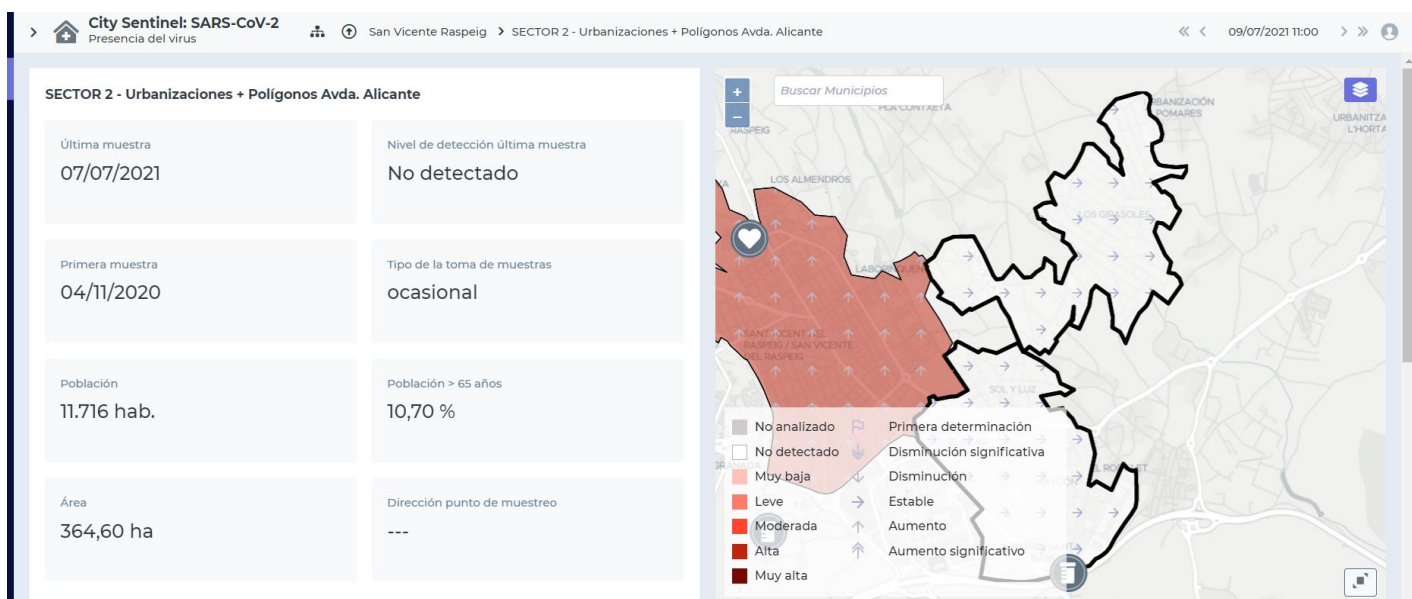 City Sentinel: SARS-CoV-2
Presencia del virus
San Vicente Raspeig > SECTOR 2 - Urbanizaciones + Polígonos Avda. Alicante
09/07/2021 11:00
SECTOR 2 - Urbanizaciones + Polígonos Avda. Alicante
Última muestra
07/07/2021
Nivel de detección última muestra
No detectado
Primera muestra
04/11/2020
Tipo de la toma de muestras
ocasional
Población
11.716 hab.
Población > 65 años
10,70 %
Área
364,60 ha
Dirección punto de muestreo
---
+
−
Buscar Municipios
PLA CONTXETA
RASPEIG
URBANIZACIÓN
POMARES
URBANITZA
L'HORTA
LOS ALMENDROS
LOS GIRASOLES
SANT VICENT DEL
RASPEIG / SAN VICENTE
DEL RASPEIG
SOL Y LUZ
No analizado
No detectado
Muy baja
Leve
Moderada
Alta
Muy alta
Primera determinación
Disminución significativa
Disminución
Estable
Aumento
Aumento significativo